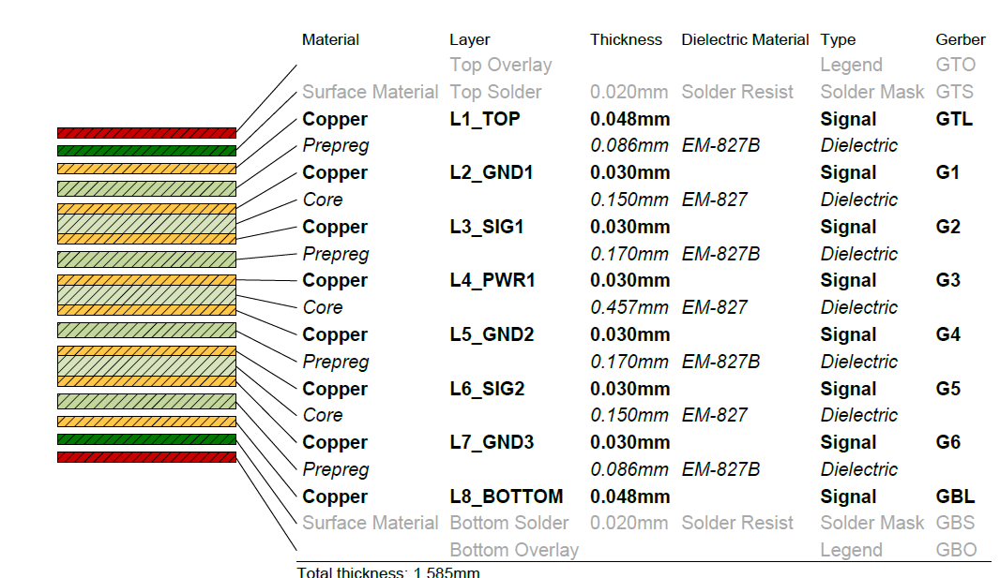 Material Layer Thickness Dielectric Material Type Gerber
Top Overlay Legend GTO
Surface Material Top Solder 0.020mm Solder Resist Solder Mask GTS
Copper L1_TOP 0.048mm Signal GTL
Prepreg 0.086mm EM-827B Dielectric
Copper L2_GND1 0.030mm Signal G1
Core 0.150mm EM-827 Dielectric
Copper L3_SIG1 0.030mm Signal G2
Prepreg 0.170mm EM-827B Dielectric
Copper L4_PWR1 0.030mm Signal G3
Core 0.457mm EM-827 Dielectric
Copper L5_GND2 0.030mm Signal G4
Prepreg 0.170mm EM-827B Dielectric
Copper L6_SIG2 0.030mm Signal G5
Core 0.150mm EM-827 Dielectric
Copper L7_GND3 0.030mm Signal G6
Prepreg 0.086mm EM-827B Dielectric
Copper L8_BOTTOM 0.048mm Signal GBL
Surface Material Bottom Solder 0.020mm Solder Resist Solder Mask GBS
Bottom Overlay Legend GBO
Total thickness: 1.585mm